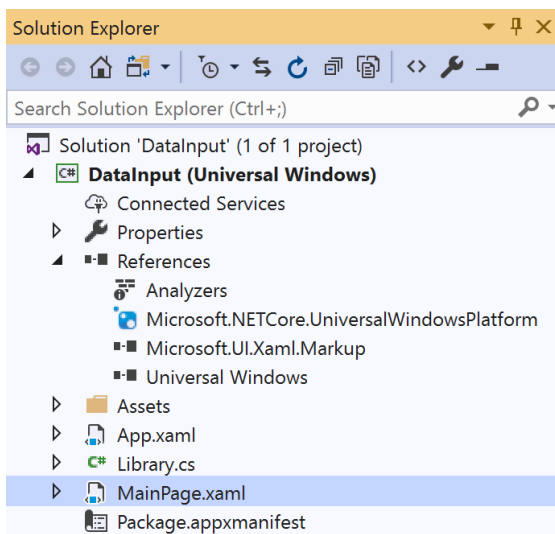 Solution Explorer
Search Solution Explorer (Ctrl+;)
Solution 'DataInput' (1 of 1 project)
C# DataInput (Universal Windows)
Connected Services
Properties
References
Analyzers
Microsoft.NETCore.UniversalWindowsPlatform
Microsoft.UI.Xaml.Markup
Universal Windows
Assets
App.xaml
C# Library.cs
MainPage.xaml
Package.appxmanifest